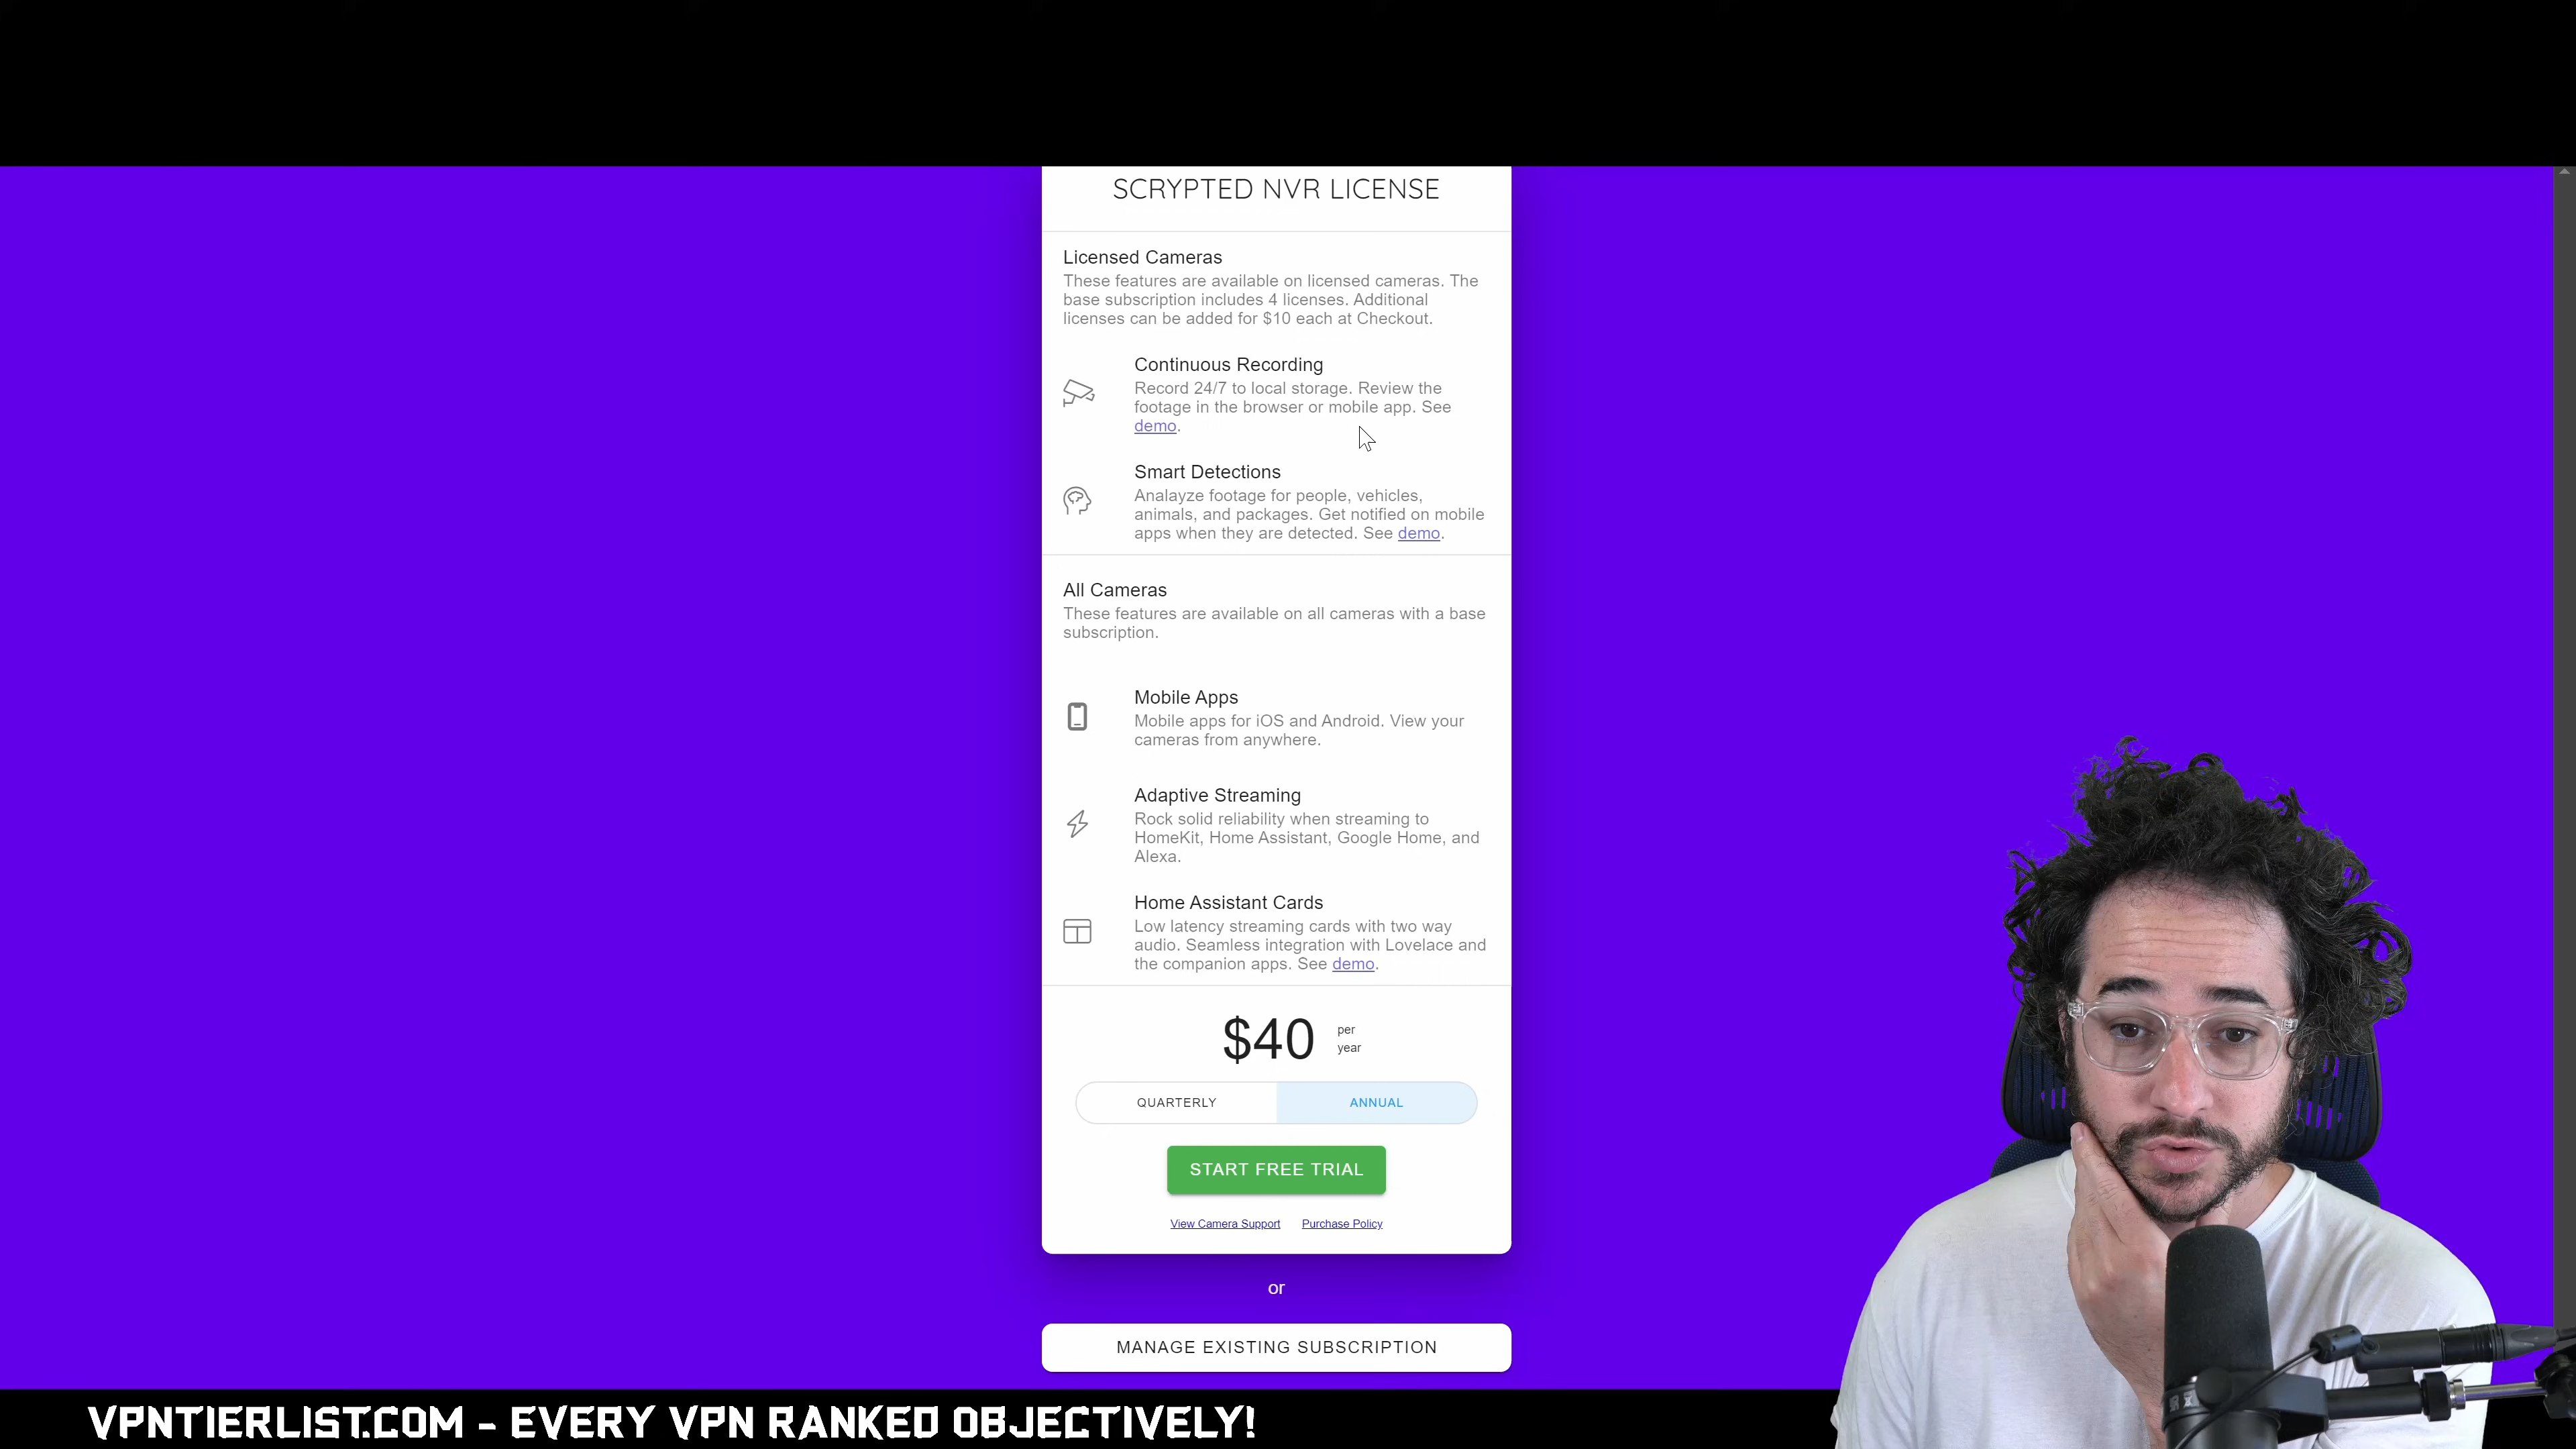 SCRYPTED NVR LICENSE
Licensed Cameras
These features are available on licensed cameras. The
base subscription includes 4 licenses. Additional
licenses can be added for $10 each at Checkout.
Continuous Recording
Record 24/7 to local storage. Review the
footage in the browser or mobile app. See
demo.
Smart Detections
Analayze footage for people, vehicles,
animals, and packages. Get notified on mobile
apps when they are detected. See demo.
All Cameras
These features are available on all cameras with a base
subscription.
Mobile Apps
Mobile apps for iOS and Android. View your
cameras from anywhere.
Adaptive Streaming
Rock solid reliability when streaming to
HomeKit, Home Assistant, Google Home, and
Alexa.
Home Assistant Cards
Low latency streaming cards with two way
audio. Seamless integration with Lovelace and
the companion apps. See demo.
$40 per
year
QUARTERLY ANNUAL
START FREE TRIAL
View Camera Support Purchase Policy
or
MANAGE EXISTING SUBSCRIPTION
VPNTIERLIST.COM - EVERY VPN RANKED OBJECTIVELY!